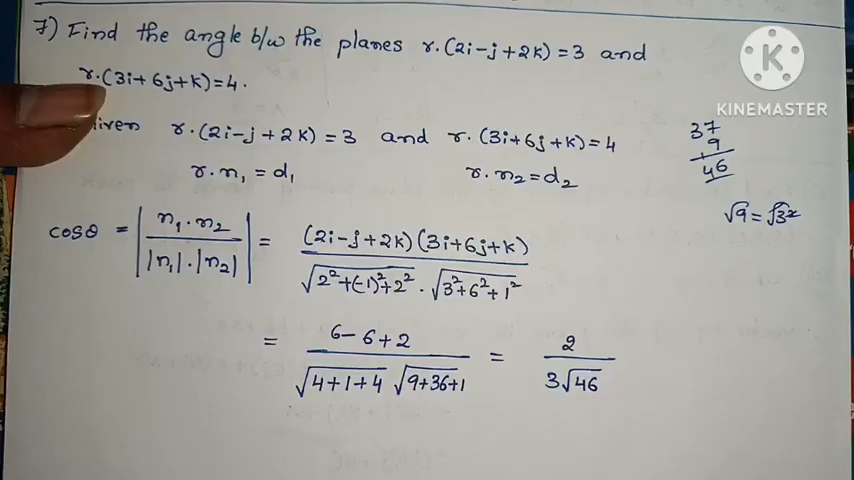 7) Find the angle b/w the planes r.(2i-j+2k)=3 and
r.(3i+6j+k)=4.
KINEMASTER
r.(2i-j+2k)=3 and r.(3i+6j+k)=4
r.n₁=d₁ r.n₂=d₂
37
+9
46
√9=√3²
cosθ = |n₁.n₂ / |n₁|.|n₂|| = (2i-j+2k)(3i+6j+k) / √2²+(-1)²+2² . √3²+6²+1²
= 6-6+2 / √4+1+4 √9+36+1 = 2 / 3√46